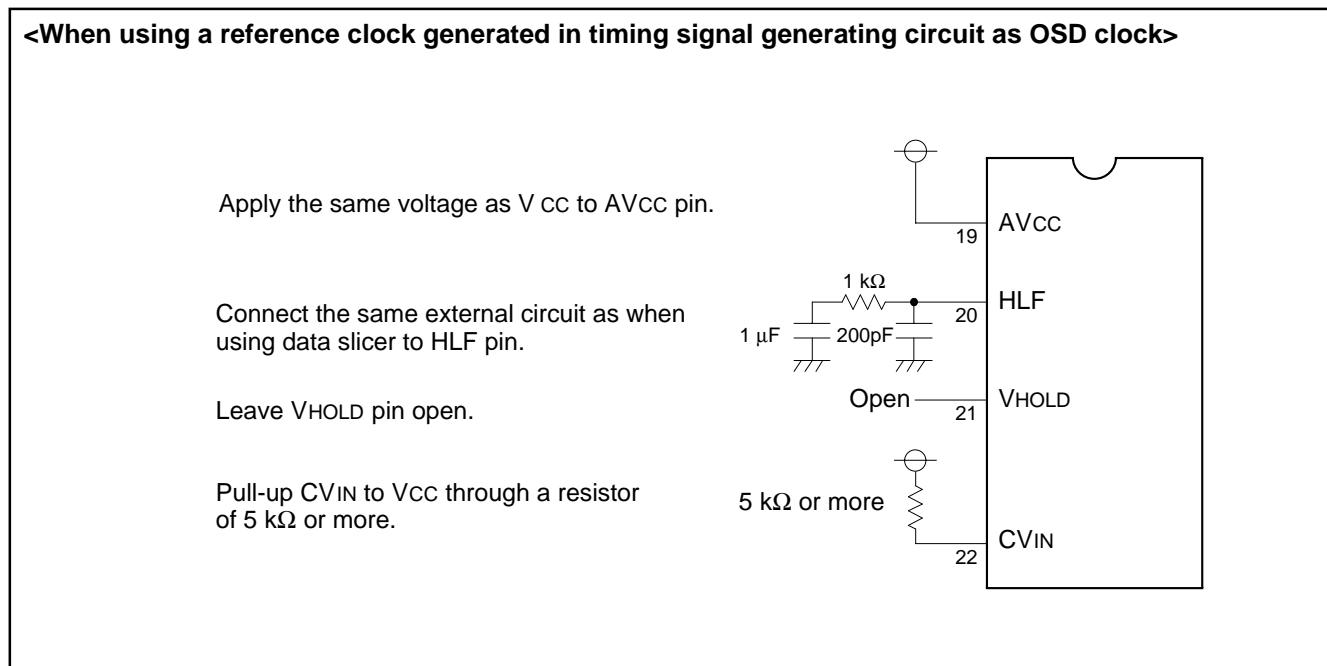 <When using a reference clock generated in timing signal generating circuit as OSD clock>
Apply the same voltage as V CC to AVCC pin.
19
AVCC
Connect the same external circuit as when
using data slicer to HLF pin.
1 kΩ
1 μF
200pF
20
HLF
Leave VHOLD pin open.
Open
21
VHOLD
Pull-up CVIN to VCC through a resistor
of 5 kΩ or more.
5 kΩ or more
22
CVIN